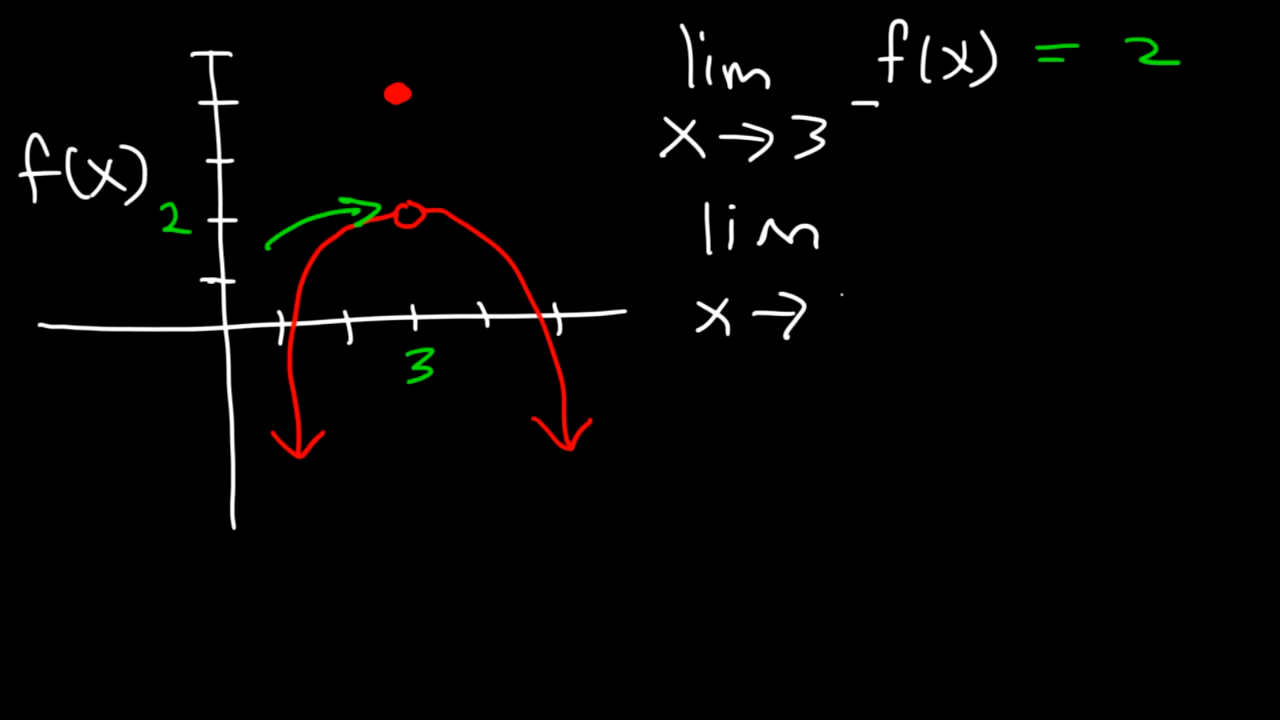 lim f(x) = 2
x→3⁻
lim
x→
f(x)
2
3